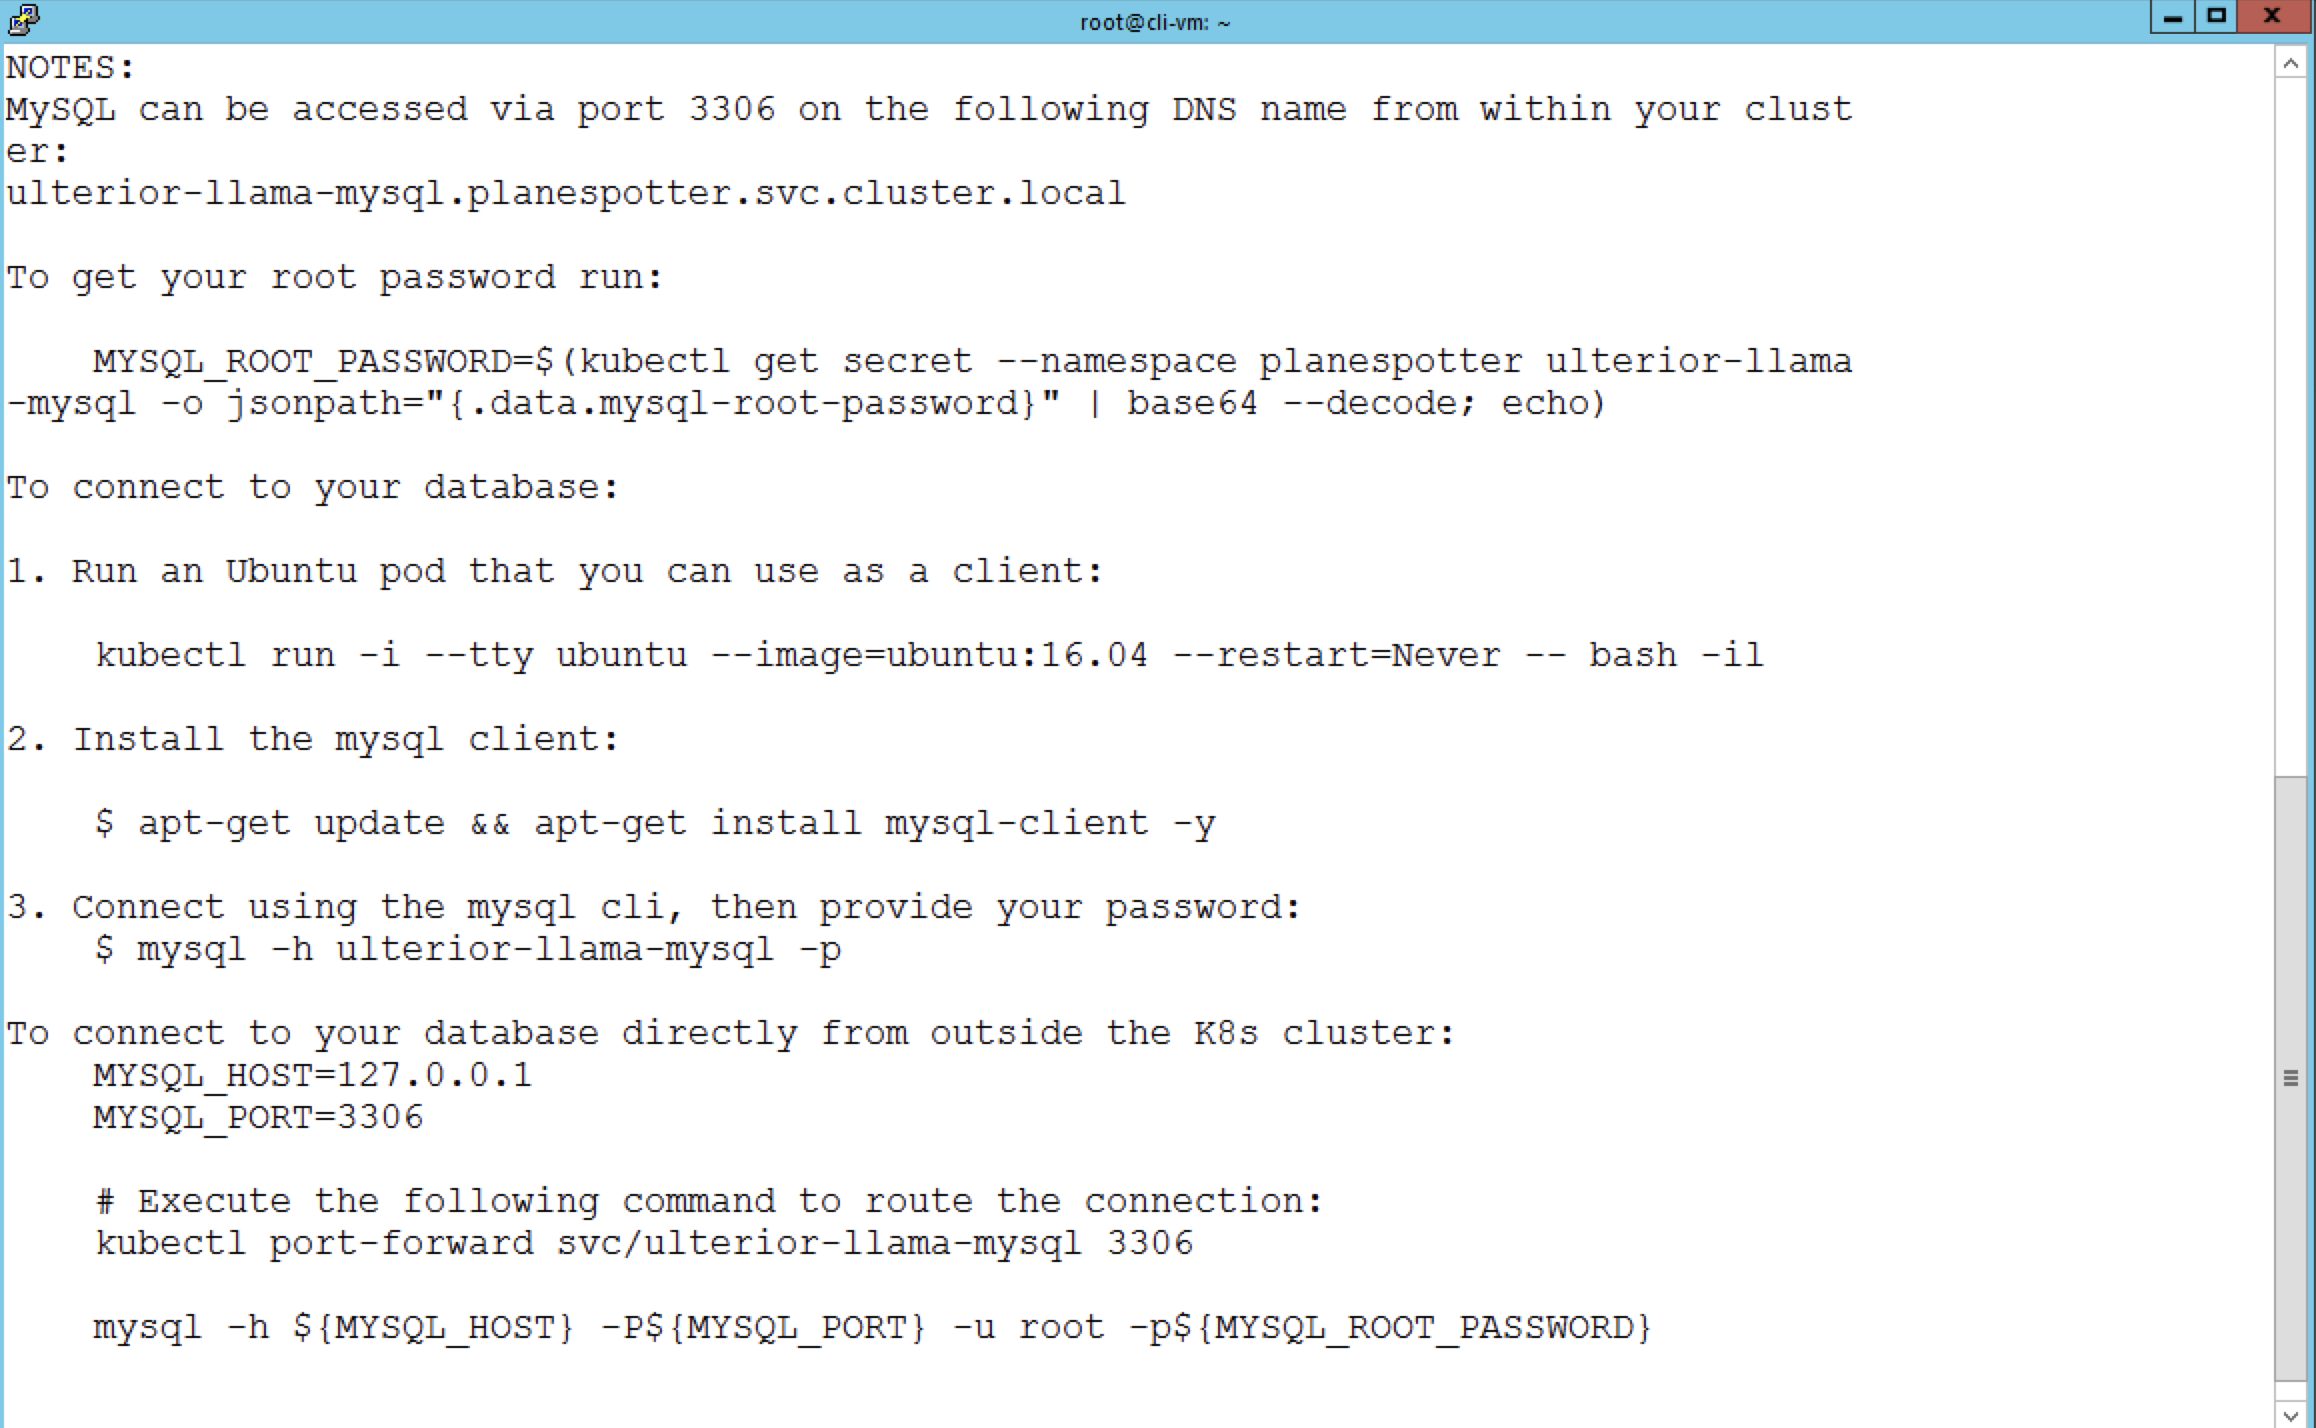 root@cli-vm: ~
NOTES:
MySQL can be accessed via port 3306 on the following DNS name from within your clust
er:
ulterior-llama-mysql.planespotter.svc.cluster.local

To get your root password run:

    MYSQL_ROOT_PASSWORD=$(kubectl get secret --namespace planespotter ulterior-llama
-mysql -o jsonpath="{.data.mysql-root-password}" | base64 --decode; echo)

To connect to your database:

1. Run an Ubuntu pod that you can use as a client:

    kubectl run -i --tty ubuntu --image=ubuntu:16.04 --restart=Never -- bash -il

2. Install the mysql client:

    $ apt-get update && apt-get install mysql-client -y

3. Connect using the mysql cli, then provide your password:
    $ mysql -h ulterior-llama-mysql -p

To connect to your database directly from outside the K8s cluster:
    MYSQL_HOST=127.0.0.1
    MYSQL_PORT=3306

    # Execute the following command to route the connection:
    kubectl port-forward svc/ulterior-llama-mysql 3306

    mysql -h ${MYSQL_HOST} -P${MYSQL_PORT} -u root -p${MYSQL_ROOT_PASSWORD}